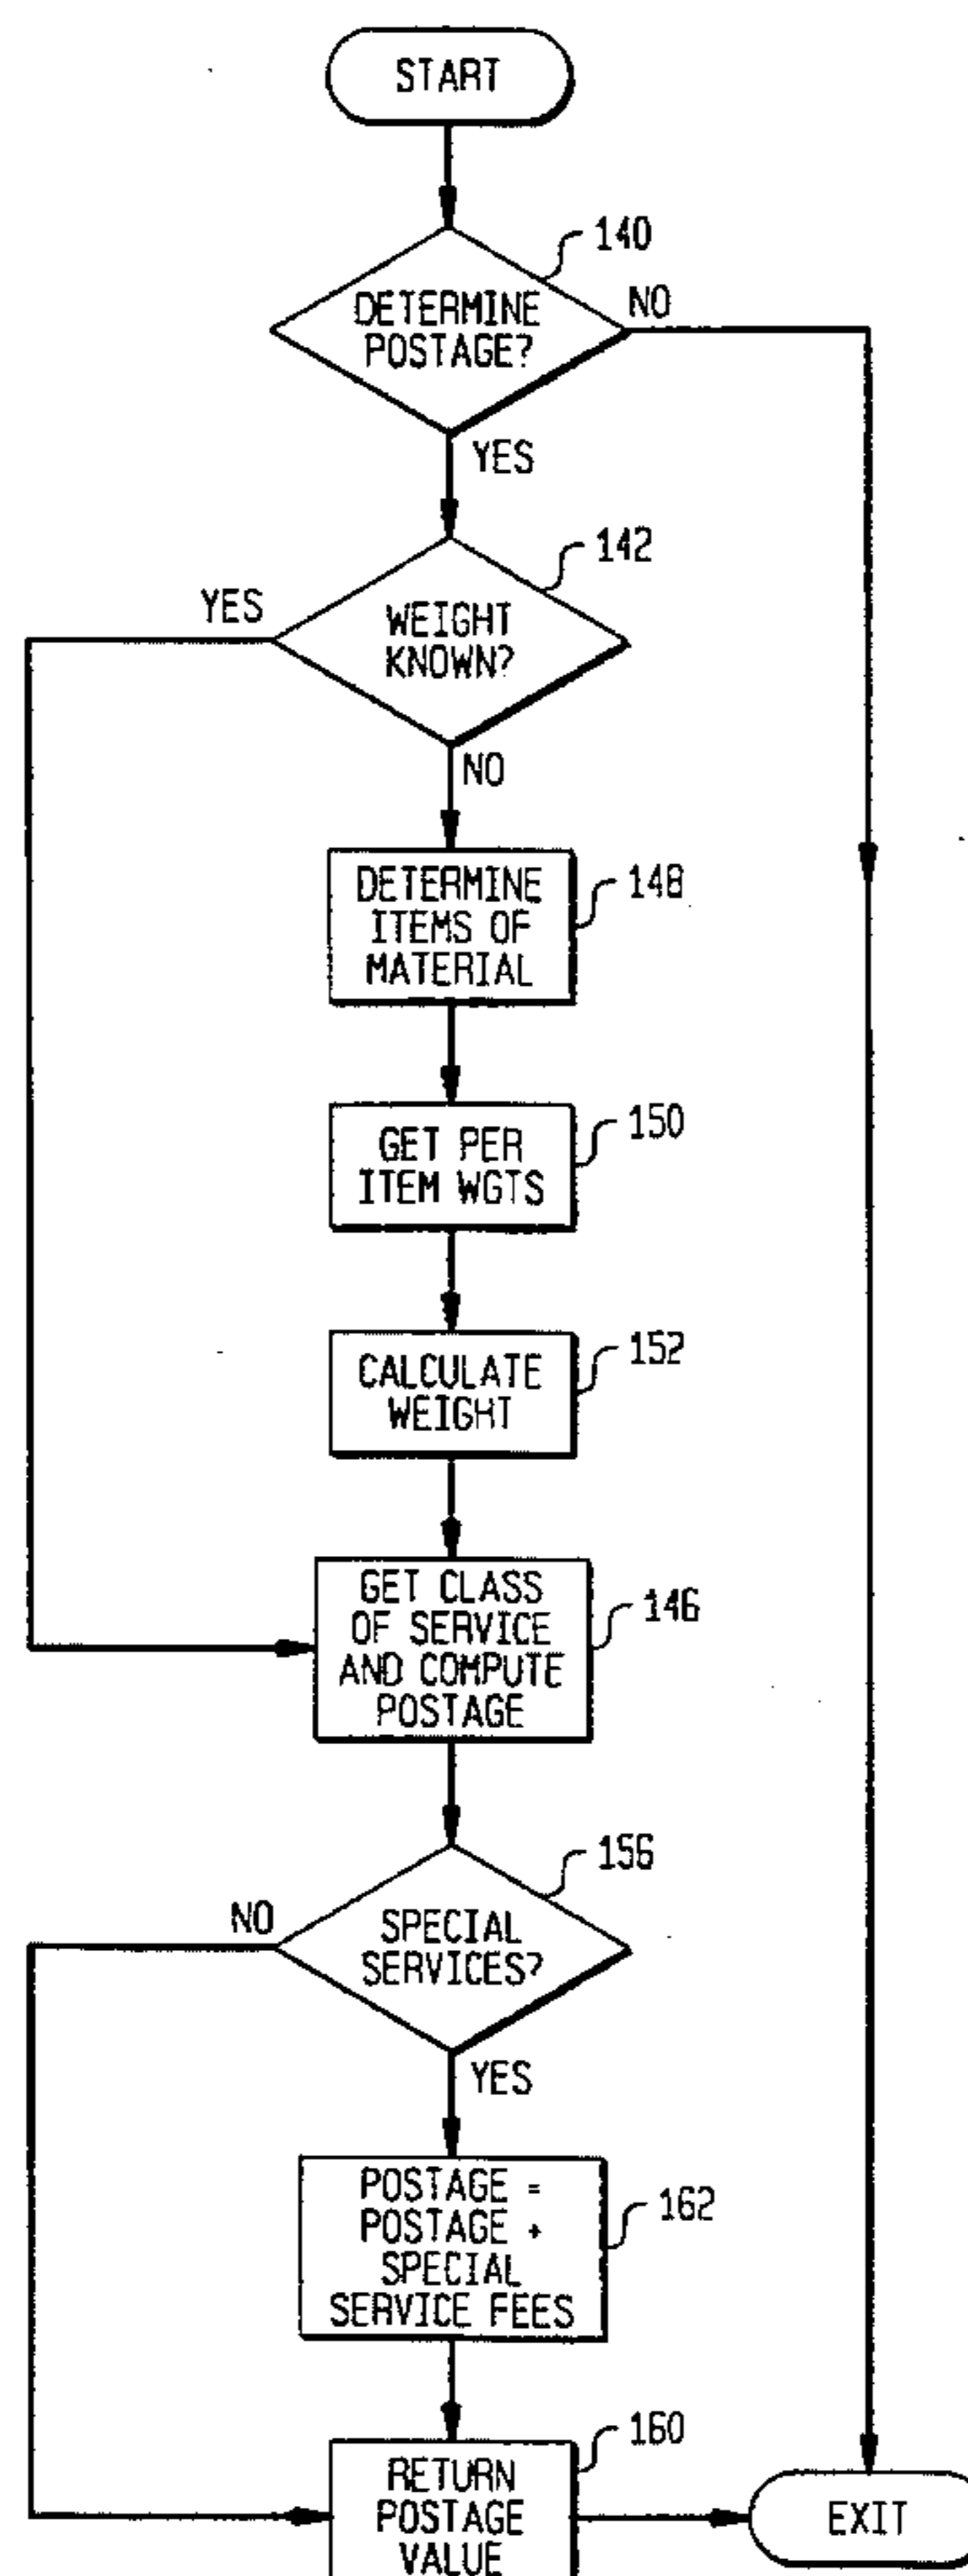 START
140
DETERMINE
POSTAGE?
NO
YES
142
YES
WEIGHT
KNOWN?
NO
148
DETERMINE
ITEMS OF
MATERIAL
150
GET PER
ITEM WGTS
152
CALCULATE
WEIGHT
146
GET CLASS
OF SERVICE
AND COMPUTE
POSTAGE
156
NO
SPECIAL
SERVICES?
YES
162
POSTAGE =
POSTAGE +
SPECIAL
SERVICE FEES
160
RETURN
POSTAGE
VALUE
EXIT